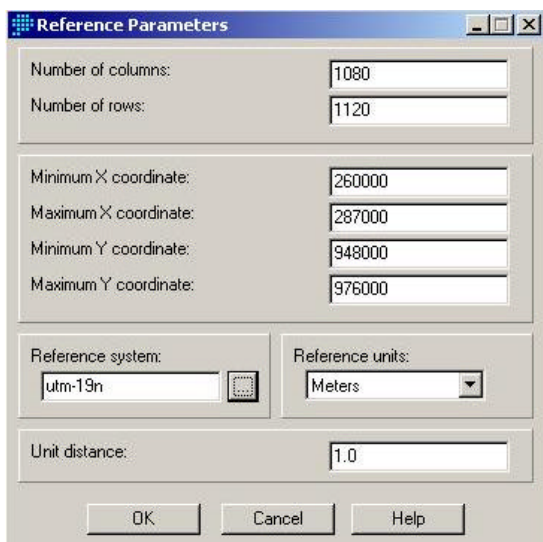 Reference Parameters
Number of columns: 1080
Number of rows: 1120
Minimum X coordinate: 260000
Maximum X coordinate: 287000
Minimum Y coordinate: 948000
Maximum Y coordinate: 976000
Reference system: Reference units:
utm-19n ... Meters
Unit distance: 1.0
OK Cancel Help